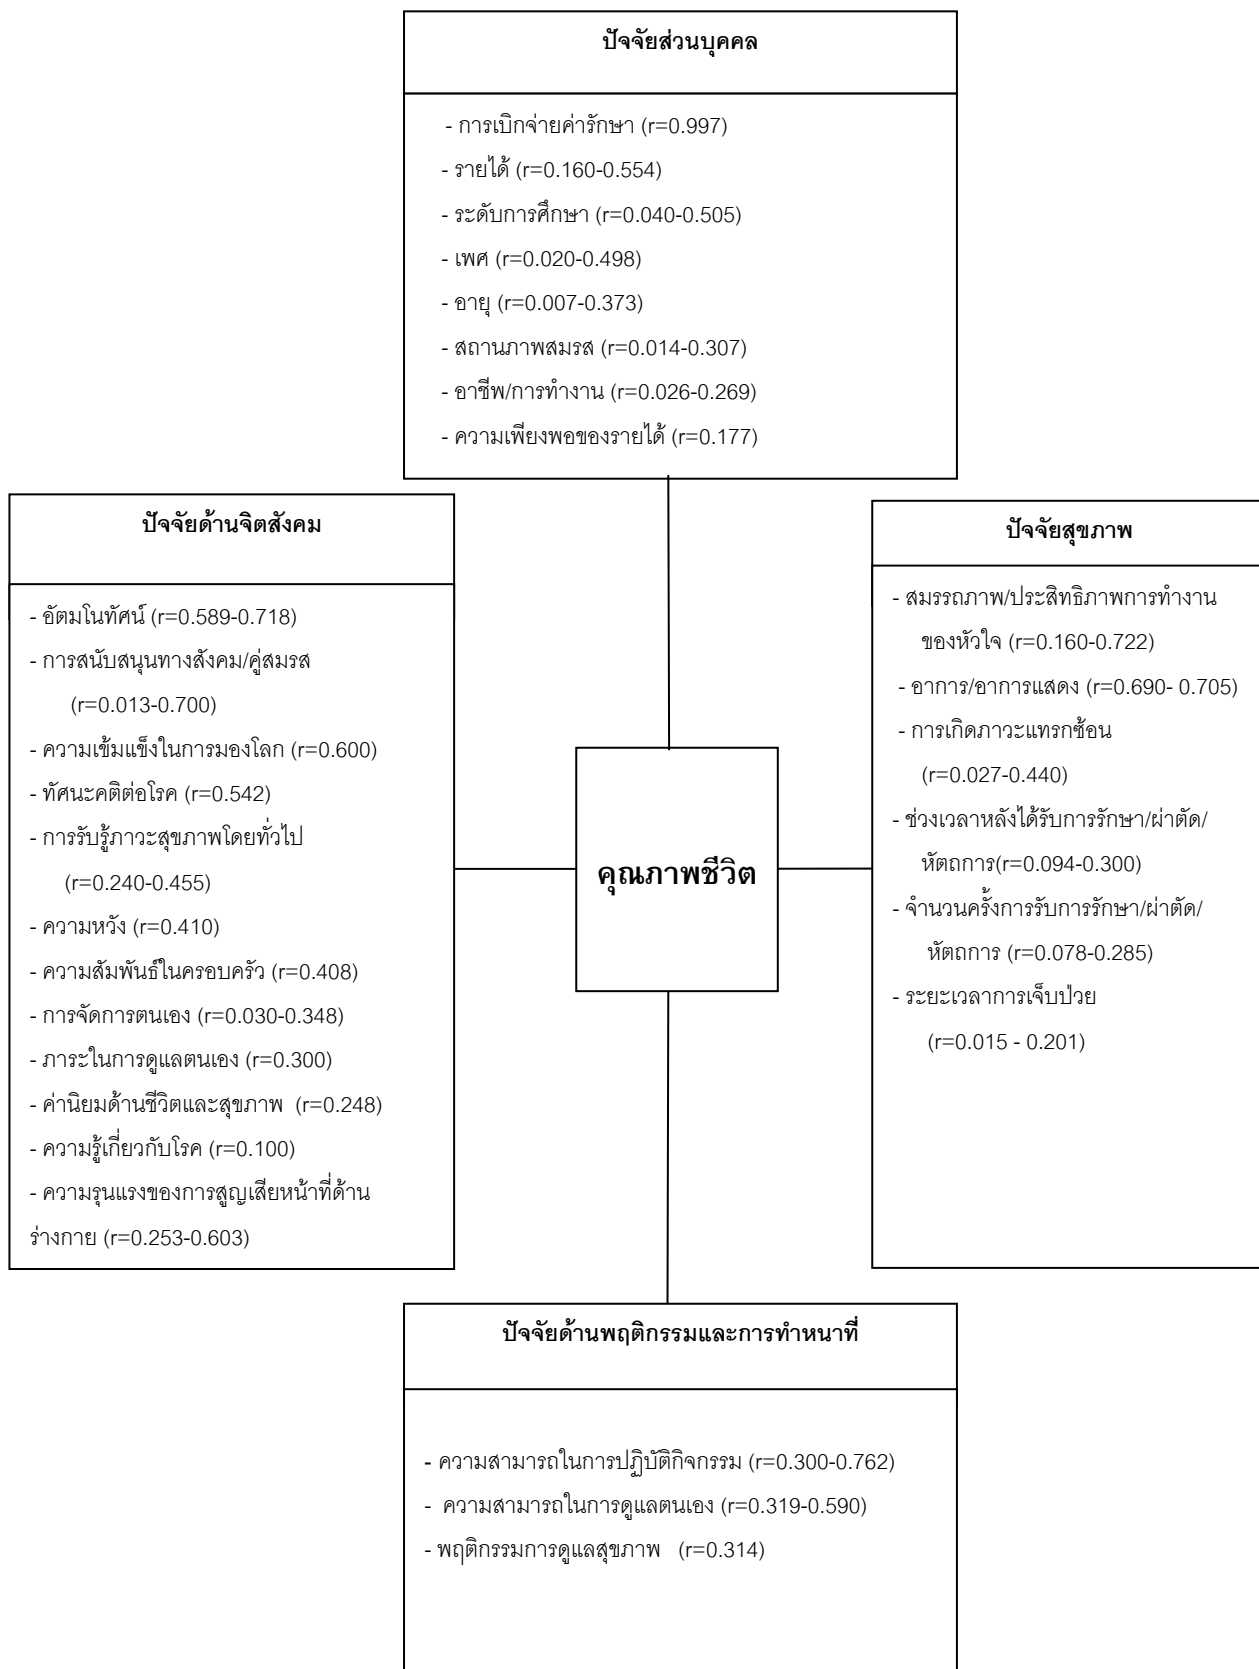 ปัจจัยส่วนบุคคล
- การเบิกจ่ายค่ารักษา (r=0.997)
- รายได้ (r=0.160-0.554)
- ระดับการศึกษา (r=0.040-0.505)
- เพศ (r=0.020-0.498)
- อายุ (r=0.007-0.373)
- สถานภาพสมรส (r=0.014-0.307)
- อาชีพ/การทำงาน (r=0.026-0.269)
- ความเพียงพอของรายได้ (r=0.177)
ปัจจัยด้านจิตสังคม
- อัตมโนทัศน์ (r=0.589-0.718)
- การสนับสนุนทางสังคม/คู่สมรส
(r=0.013-0.700)
- ความเข้มแข็งในการมองโลก (r=0.600)
- ทัศนะคติต่อโรค (r=0.542)
- การรับรู้ภาวะสุขภาพโดยทั่วไป
(r=0.240-0.455)
- ความหวัง (r=0.410)
- ความสัมพันธ์ในครอบครัว (r=0.408)
- การจัดการตนเอง (r=0.030-0.348)
- ภาระในการดูแลตนเอง (r=0.300)
- ค่านิยมด้านชีวิตและสุขภาพ (r=0.248)
- ความรู้เกี่ยวกับโรค (r=0.100)
- ความรุนแรงของการสูญเสียหน้าที่ด้าน
ร่างกาย (r=0.253-0.603)
คุณภาพชีวิต
ปัจจัยสุขภาพ
- สมรรถภาพ/ประสิทธิภาพการทำงาน
ของหัวใจ (r=0.160-0.722)
- อาการ/อาการแสดง (r=0.690- 0.705)
- การเกิดภาวะแทรกซ้อน
(r=0.027-0.440)
- ช่วงเวลาหลังได้รับการรักษา/ผ่าตัด/
หัตถการ(r=0.094-0.300)
- จำนวนครั้งการรับการรักษา/ผ่าตัด/
หัตถการ (r=0.078-0.285)
- ระยะเวลาการเจ็บป่วย
(r=0.015 - 0.201)
ปัจจัยด้านพฤติกรรมและการทำหนาที่
- ความสามารถในการปฏิบัติกิจกรรม (r=0.300-0.762)
- ความสามารถในการดูแลตนเอง (r=0.319-0.590)
- พฤติกรรมการดูแลสุขภาพ (r=0.314)